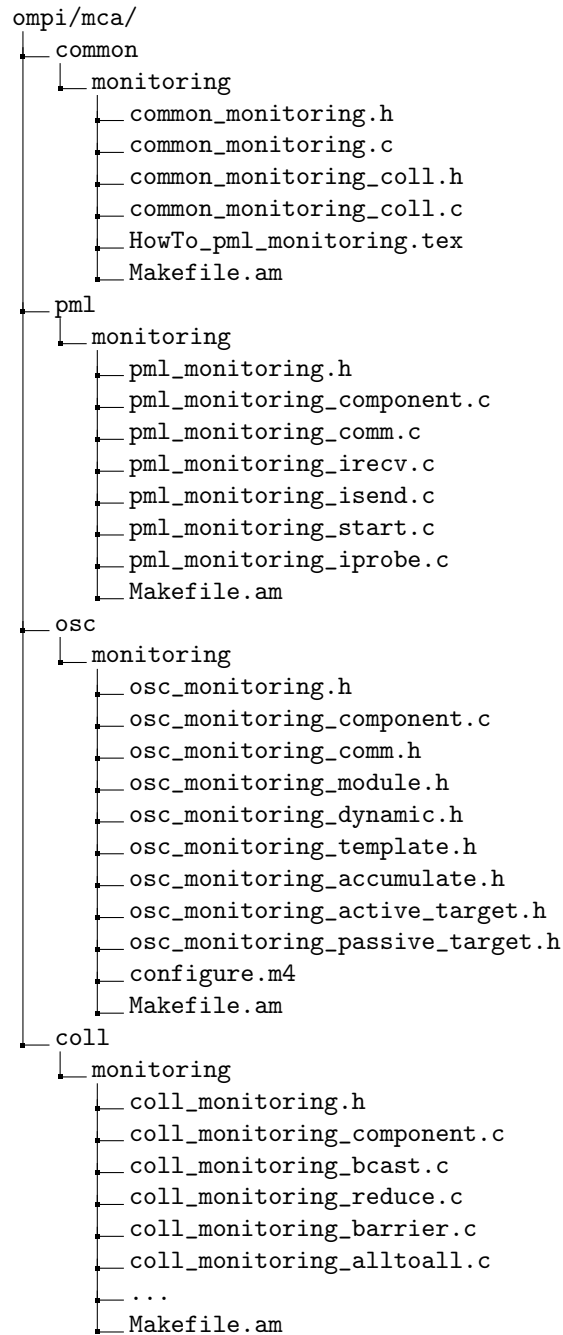 ompi/mca/
common
monitoring
common_monitoring.h
common_monitoring.c
common_monitoring_coll.h
common_monitoring_coll.c
HowTo_pml_monitoring.tex
Makefile.am
pml
monitoring
pml_monitoring.h
pml_monitoring_component.c
pml_monitoring_comm.c
pml_monitoring_irecv.c
pml_monitoring_isend.c
pml_monitoring_start.c
pml_monitoring_iprobe.c
Makefile.am
osc
monitoring
osc_monitoring.h
osc_monitoring_component.c
osc_monitoring_comm.h
osc_monitoring_module.h
osc_monitoring_dynamic.h
osc_monitoring_template.h
osc_monitoring_accumulate.h
osc_monitoring_active_target.h
osc_monitoring_passive_target.h
configure.m4
Makefile.am
coll
monitoring
coll_monitoring.h
coll_monitoring_component.c
coll_monitoring_bcast.c
coll_monitoring_reduce.c
coll_monitoring_barrier.c
coll_monitoring_alltoall.c
...
Makefile.am